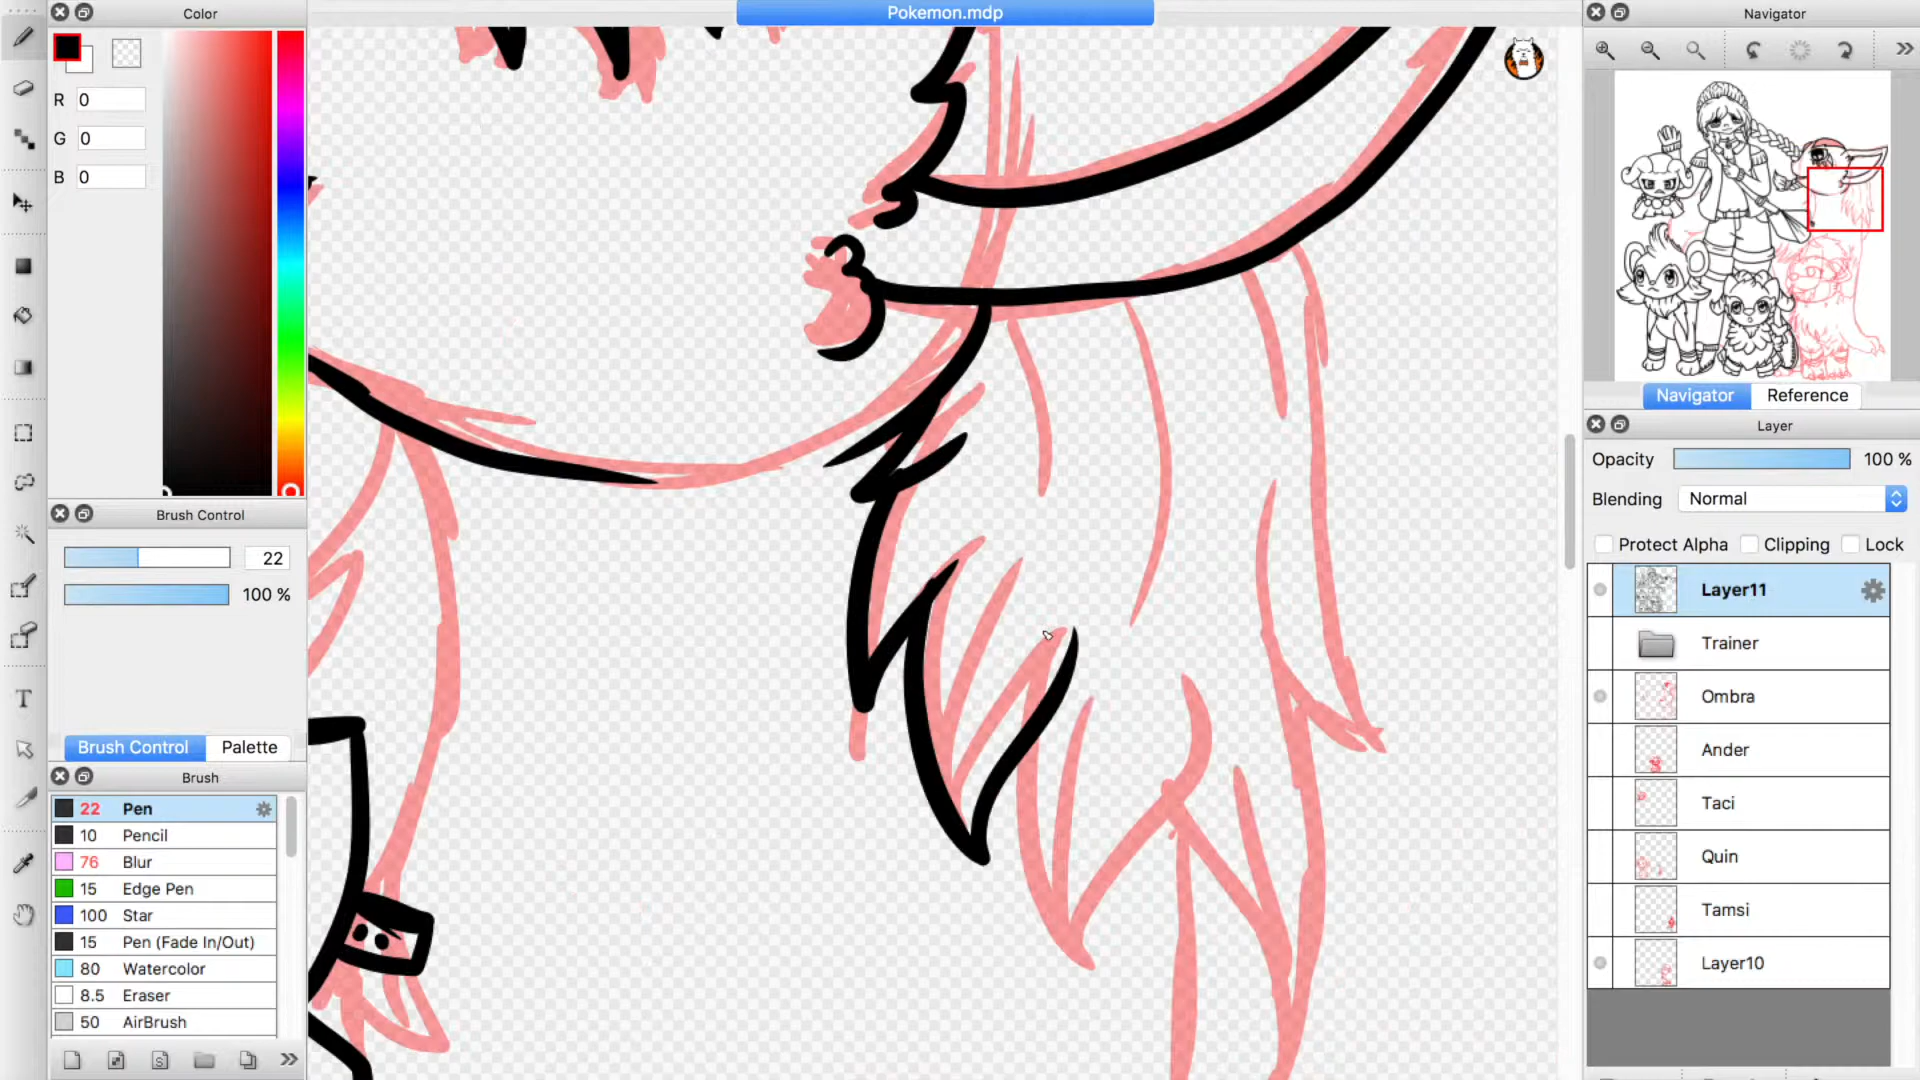 Color
Pokemon.mdp
Navigator
R 0
G 0
B 0
Navigator Reference
Layer
Opacity 100 %
Blending Normal
Protect Alpha Clipping Lock
Layer11
Trainer
Ombra
Ander
Taci
Quin
Tamsi
Layer10
Brush Control
22
100 %
Brush Control Palette
Brush
22 Pen
10 Pencil
76 Blur
15 Edge Pen
100 Star
15 Pen (Fade In/Out)
80 Watercolor
8.5 Eraser
50 AirBrush
S
T